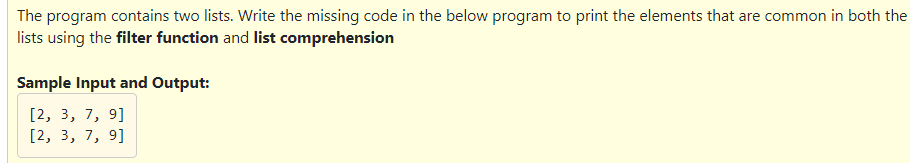 The program contains two lists. Write the missing code in the below program to print the elements that are common in both the
lists using the filter function and list comprehension
Sample Input and Output:
[2, 3, 7, 9]
[2, 3, 7, 9]